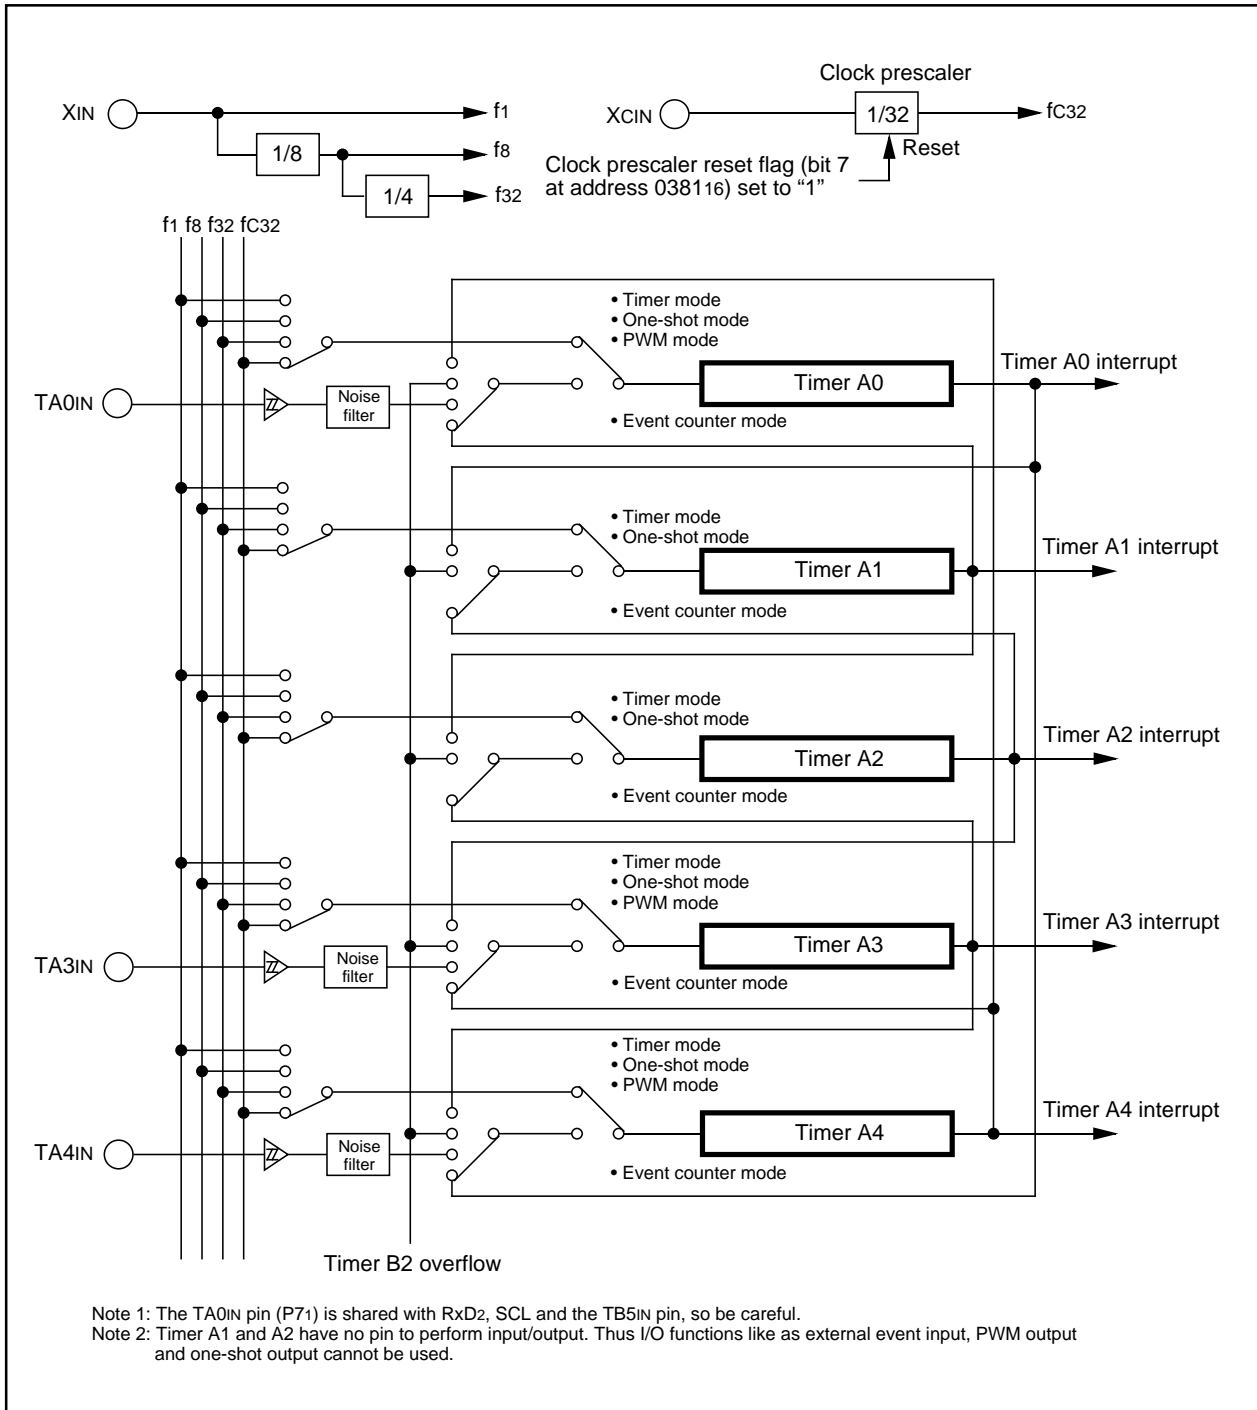 Clock prescaler
XIN
f1
XCIN
1/32
fC32
1/8
f8
Reset
Clock prescaler reset flag (bit 7
at address 038116) set to “1”
1/4
f32
f1 f8 f32 fC32
• Timer mode
• One-shot mode
• PWM mode
Timer A0 interrupt
Timer A0
TA0IN
Noise
filter
• Event counter mode
• Timer mode
• One-shot mode
Timer A1 interrupt
Timer A1
• Event counter mode
• Timer mode
• One-shot mode
Timer A2 interrupt
Timer A2
• Event counter mode
• Timer mode
• One-shot mode
• PWM mode
Timer A3 interrupt
Timer A3
TA3IN
Noise
filter
• Event counter mode
• Timer mode
• One-shot mode
• PWM mode
Timer A4 interrupt
Timer A4
TA4IN
Noise
filter
• Event counter mode
Timer B2 overflow
Note 1: The TA0IN pin (P71) is shared with RxD2, SCL and the TB5IN pin, so be careful.
Note 2: Timer A1 and A2 have no pin to perform input/output. Thus I/O functions like as external event input, PWM output
and one-shot output cannot be used.